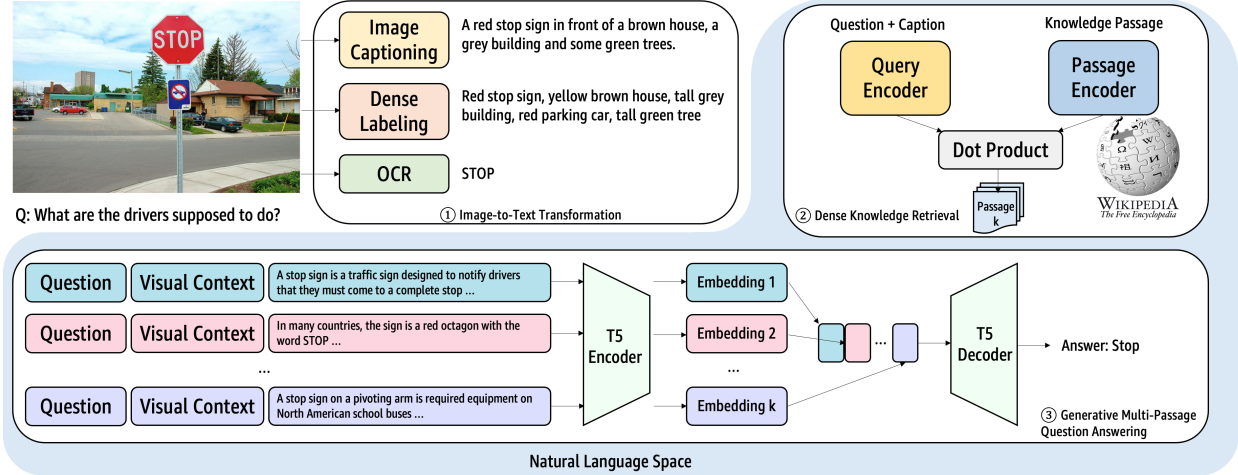 STOP
Q: What are the drivers supposed to do?
Image
Captioning
A red stop sign in front of a brown house, a
grey building and some green trees.
Dense
Labeling
Red stop sign, yellow brown house, tall grey
building, red parking car, tall green tree
OCR
STOP
① Image-to-Text Transformation
Question + Caption
Knowledge Passage
Query
Encoder
Passage
Encoder
Dot Product
Passage
k
WIKIPEDIA
The Free Encyclopedia
② Dense Knowledge Retrieval
Question
Visual Context
A stop sign is a traffic sign designed to notify drivers
that they must come to a complete stop ...
Question
Visual Context
In many countries, the sign is a red octagon with the
word STOP ...
...
Question
Visual Context
A stop sign on a pivoting arm is required equipment on
North American school buses ...
T5
Encoder
Embedding 1
Embedding 2
...
Embedding k
...
T5
Decoder
Answer: Stop
③ Generative Multi-Passage
Question Answering
Natural Language Space